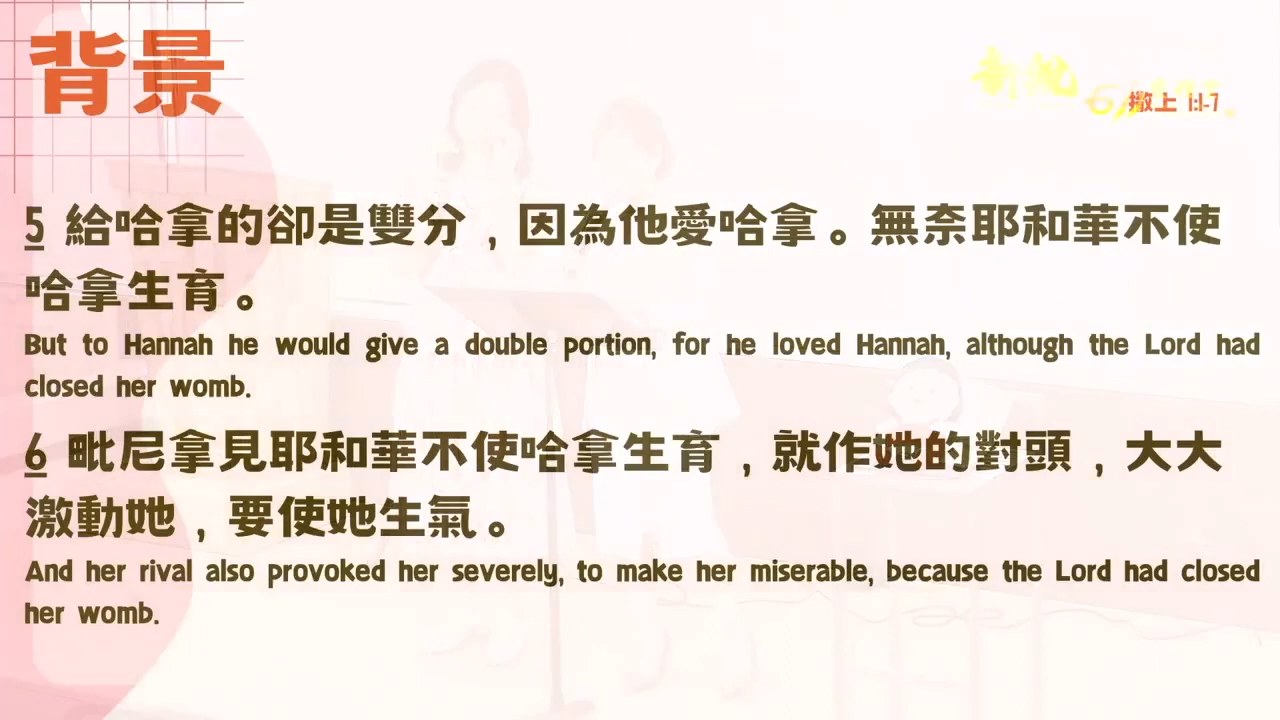 背景
撒上 1:1-7
5 給哈拿的卻是雙分，因為他愛哈拿。無奈耶和華不使
哈拿生育。
But to Hannah he would give a double portion, for he loved Hannah, although the Lord had
closed her womb.
6 毗尼拿見耶和華不使哈拿生育，就作她的對頭，大大
激動她，要使她生氣。
And her rival also provoked her severely, to make her miserable, because the Lord had closed
her womb.